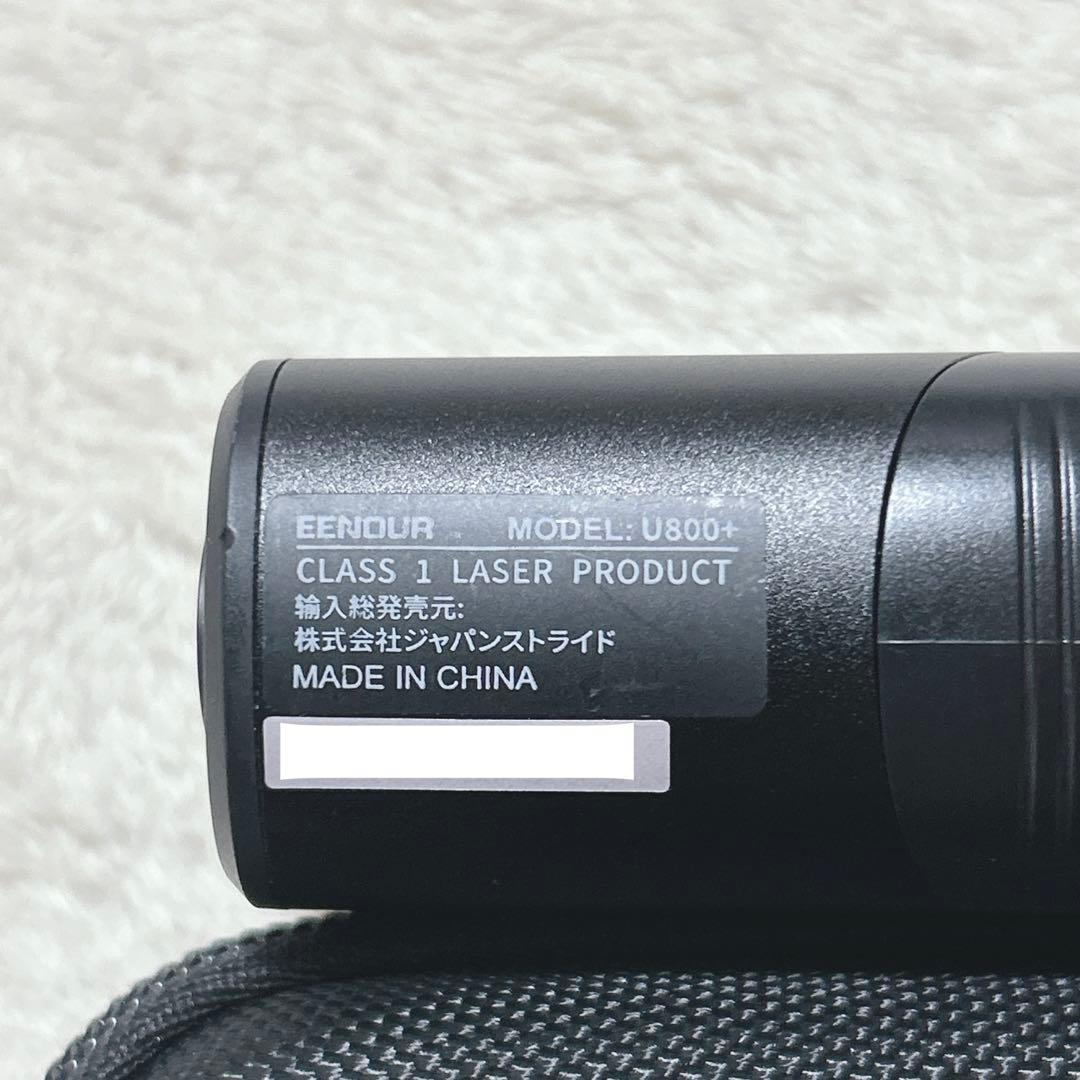 EENOUR MODEL: U800+
CLASS 1 LASER PRODUCT
輸入総発売元:
株式会社ジャパンストライド
MADE IN CHINA